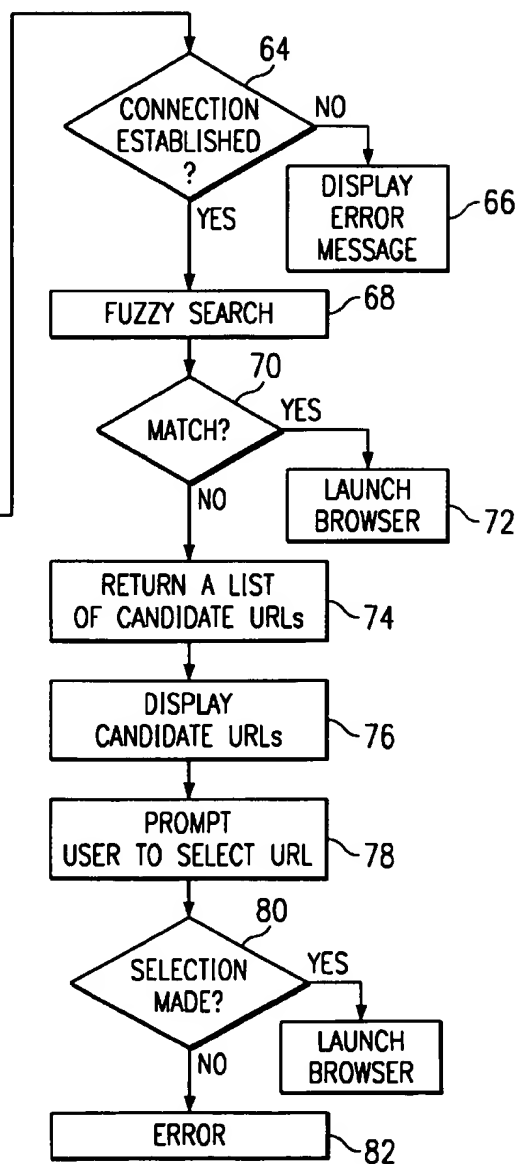 64
CONNECTION
ESTABLISHED
?
NO
YES
DISPLAY
ERROR
MESSAGE
66
FUZZY SEARCH
68
70
MATCH?
YES
NO
LAUNCH
BROWSER
72
RETURN A LIST
OF CANDIDATE URLs
74
DISPLAY
CANDIDATE URLs
76
PROMPT
USER TO SELECT URL
78
80
SELECTION
MADE?
YES
NO
LAUNCH
BROWSER
ERROR
82